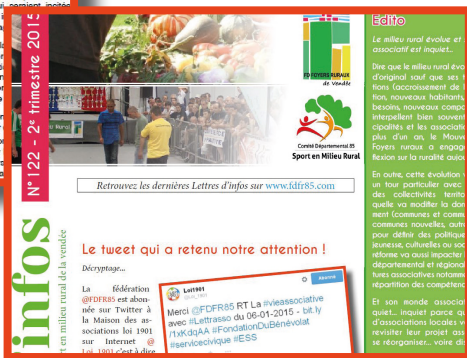 N° 122 - 2e trimestre 2015
infos
en milieu rural de la vendée
FD FOYERS RURAUX
de Vendée
Comité Départemental 85
Sport en Milieu Rural
Retrouvez les dernières Lettres d'infos sur www.fdfr85.com
Le tweet qui a retenu notre attention !
Décryptage...
La fédération
@FDFR85 est abon-
née sur Twitter à
la Maison des as-
sociations loi 1901
sur Internet @
Loi 1901 c'est à dire
Loi1901
Merci @FDFR85 RT La #vieassociative
avec #Lettrasso du 06-01-2015 - bit.ly
/1xKdqAA #FondationDuBénévolat
#servicecivique #ESS
Edito
Le milieu rural évolue et
associatif est inquiet...
Dire que le milieu rural évo
d'original sauf que ses
tions (accroissement de
tion, nouveaux habitants,
besoins, nouveaux compo
interpellent bien souvent
cipalités et les associati
plus d'un an, le Mouve
Foyers ruraux a engag
flexion sur la ruralité aujou
En outre, cette évolution
un tour particulier avec
des collectivités territo
quelle va modifier la don
ment (communes et comm
communes nouvelles, autr
pour définir des politique
jeunesse, culturelles ou soc
réforme va aussi impacter
départemental et régional
tures associatives notamm
répartition des compétenc
Et son monde associa
quiet... inquiet parce qu
d'associations locales
revisiter leur projet ass
se réorganiser... voire dis